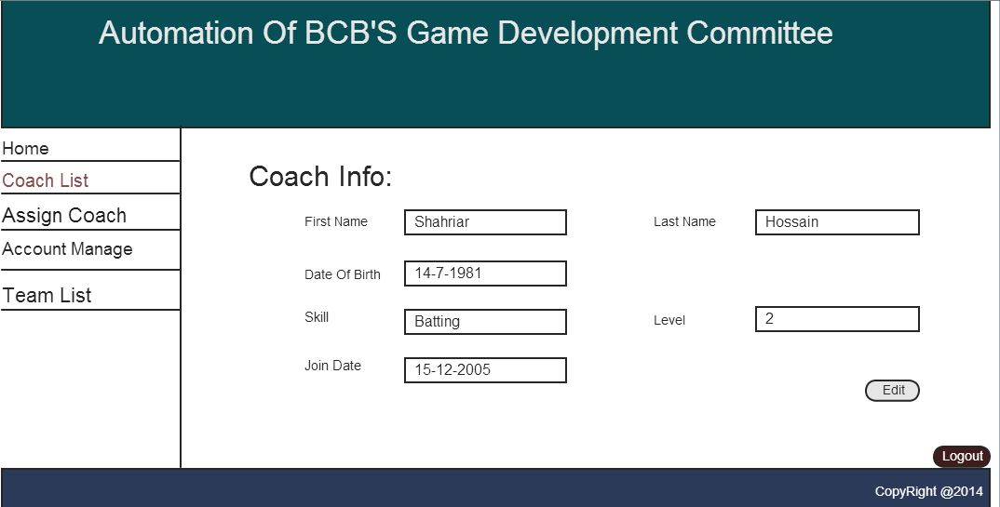 Automation Of BCB'S Game Development Committee
Home
Coach List
Assign Coach
Account Manage
Team List
Coach Info:
First Name Shahriar Last Name Hossain
Date Of Birth 14-7-1981
Skill Batting Level 2
Join Date 15-12-2005
Edit
Logout
CopyRight @2014